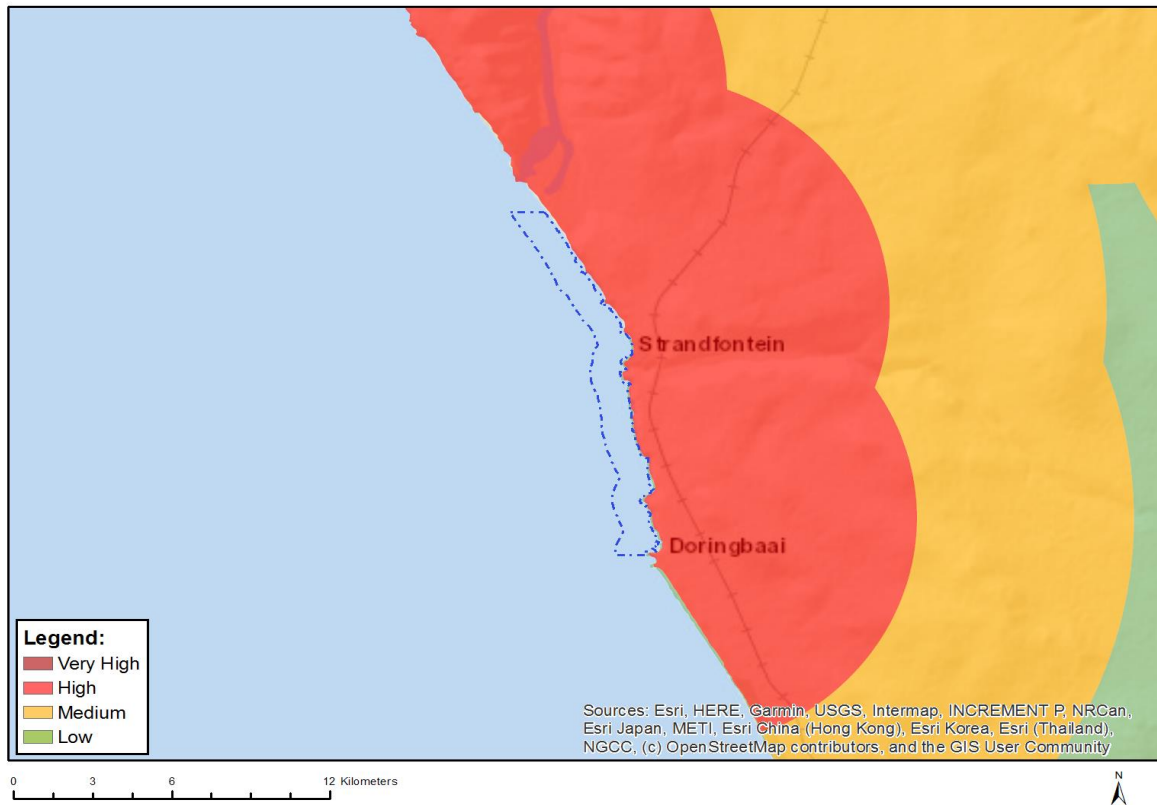 Strandfontein
Doringbaai
Legend:
Very High
High
Medium
Low
Sources: Esri, HERE, Garmin, USGS, Intermap, INCREMENT P, NRCan,
Esri Japan, METI, Esri China (Hong Kong), Esri Korea, Esri (Thailand),
NGCC, (c) OpenStreetMap contributors, and the GIS User Community
0 3 6 12 Kilometers
N